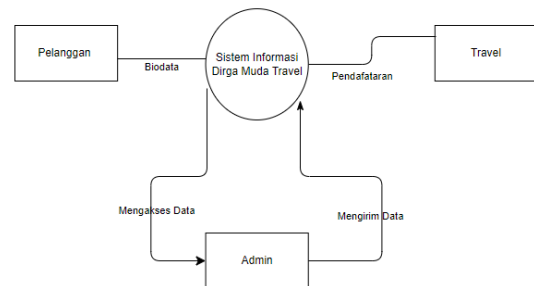 Pelanggan
Biodata
Sistem Informasi
Dirga Muda Travel
Pendafataran
Travel
Mengakses Data
Mengirim Data
Admin